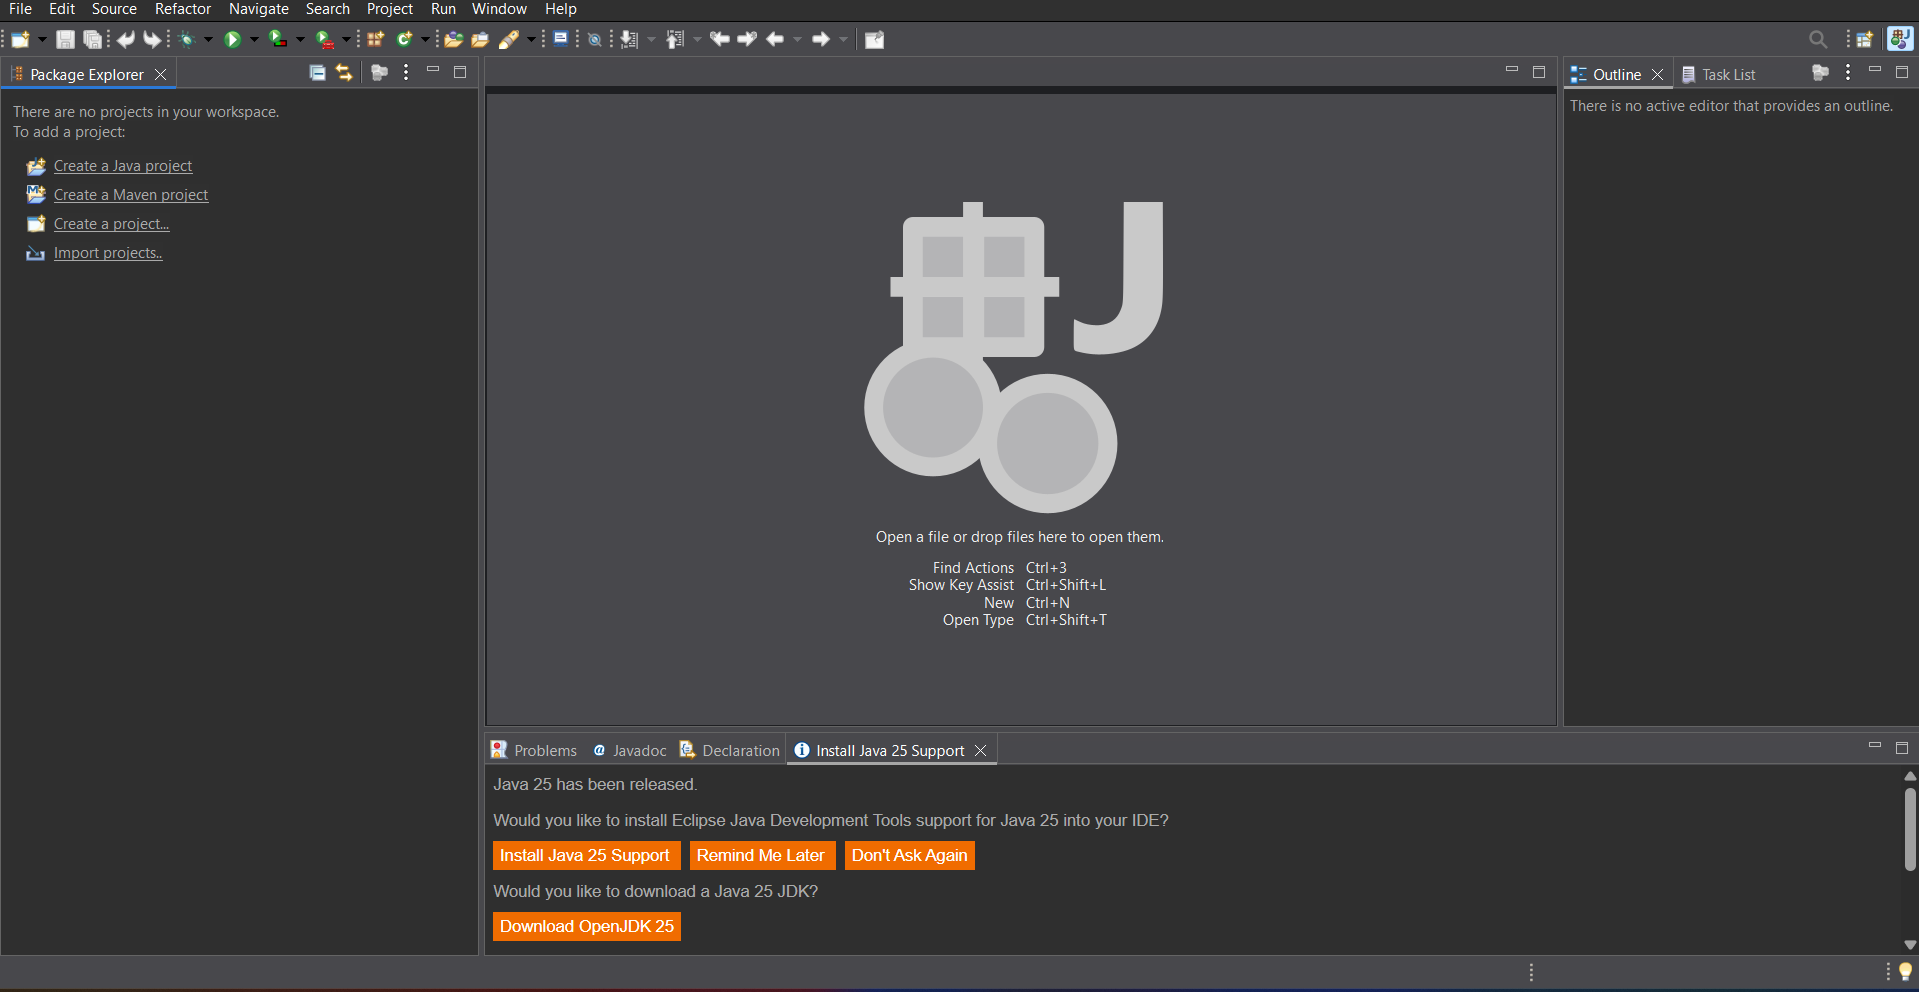 File Edit Source Refactor Navigate Search Project Run Window Help
Package Explorer
There are no projects in your workspace.
To add a project:
Create a Java project
Create a Maven project
Create a project...
Import projects..
J
Open a file or drop files here to open them.
Find Actions Ctrl+3
Show Key Assist Ctrl+Shift+L
New Ctrl+N
Open Type Ctrl+Shift+T
Outline Task List
There is no active editor that provides an outline.
Problems @ Javadoc Declaration Install Java 25 Support
Java 25 has been released.
Would you like to install Eclipse Java Development Tools support for Java 25 into your IDE?
Install Java 25 Support Remind Me Later Don't Ask Again
Would you like to download a Java 25 JDK?
Download OpenJDK 25